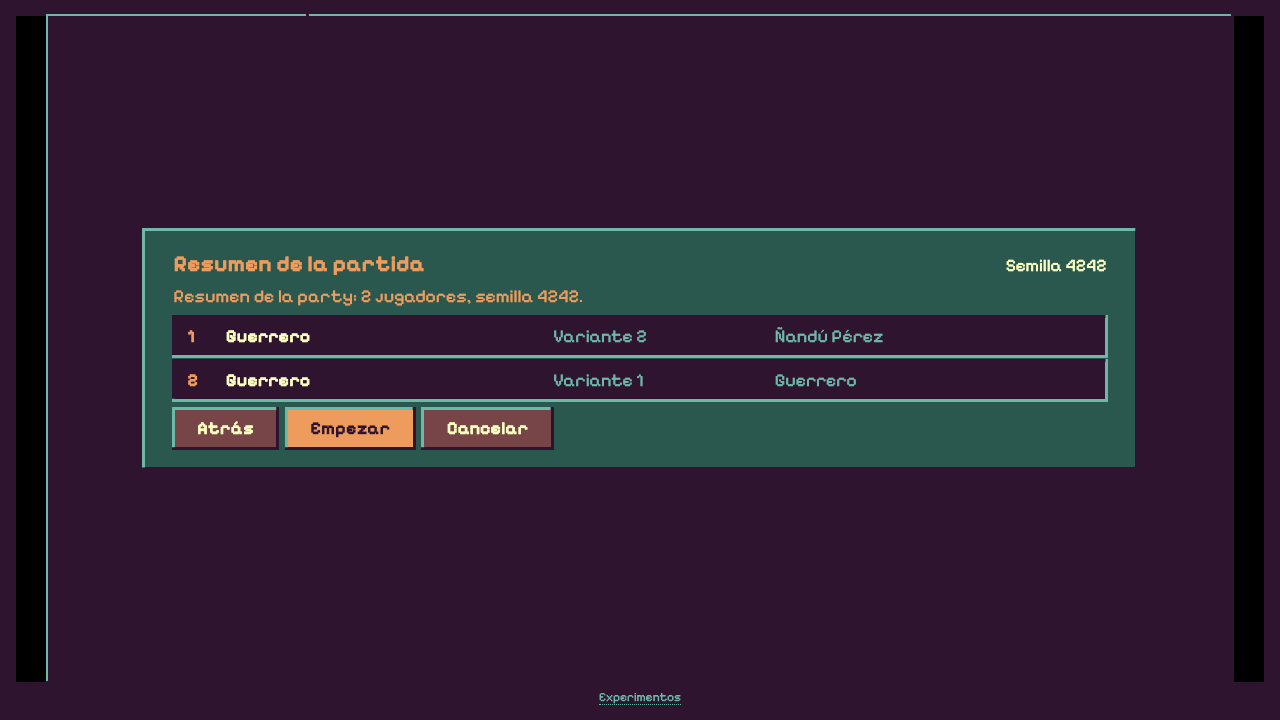 Resumen de la partida
Semilla 4242
Resumen de la party: 2 jugadores, semilla 4242.
1 Guerrero Variante 2 Ñandú Pérez
2 Guerrero Variante 1 Guerrero
Atrás Empezar Cancelar
Experimentos